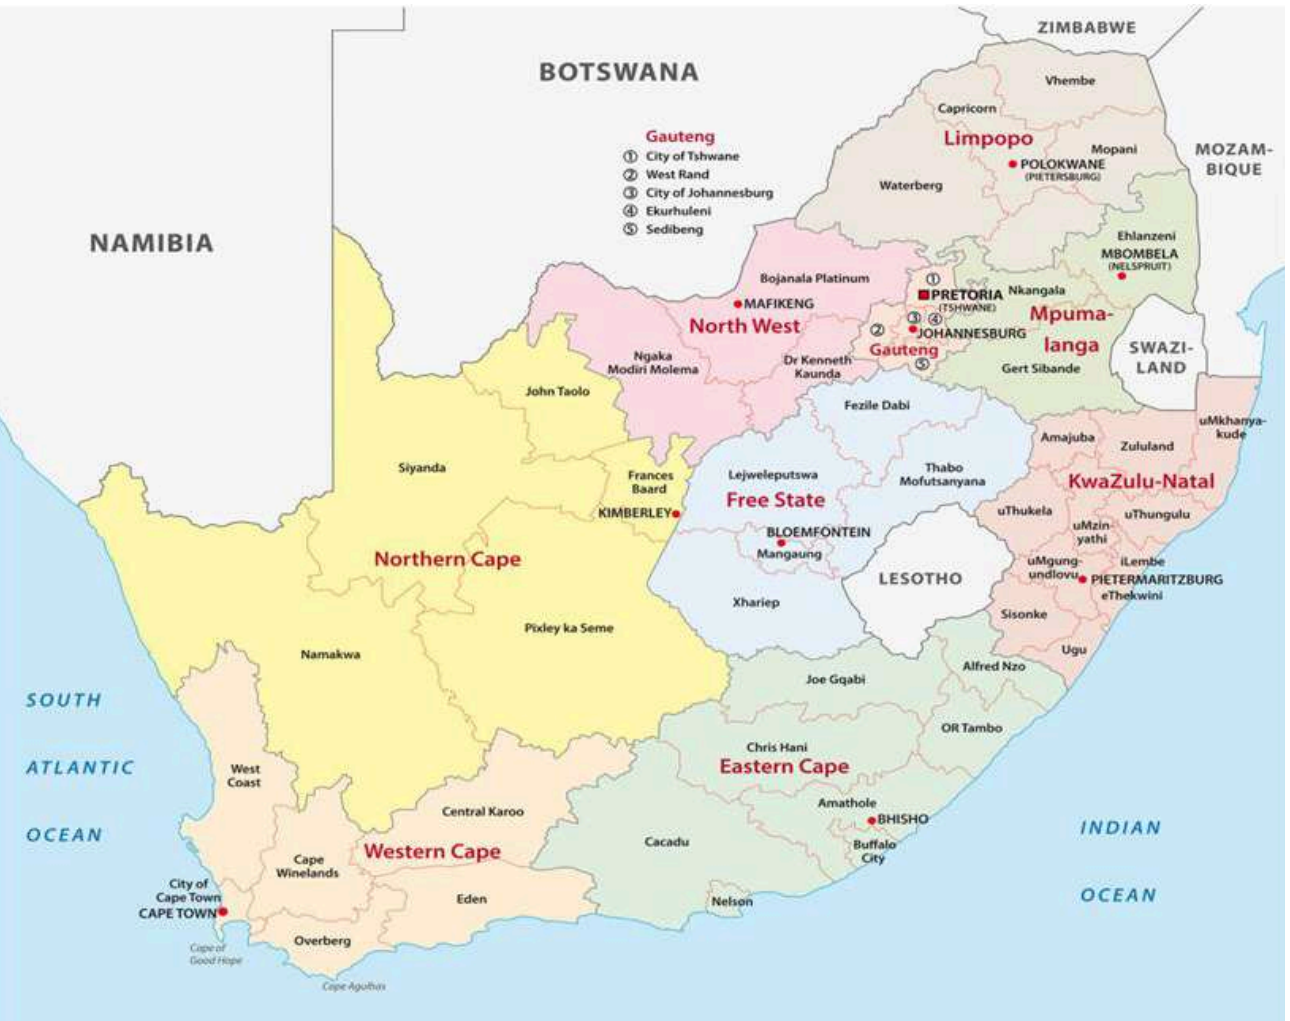 ZIMBABWE
BOTSWANA
Vhembe
Capricorn
Limpopo
Mopani
MOZAM-
BIQUE
POLOKWANE
(PIETERSBURG)
Waterberg
Gauteng
① City of Tshwane
② West Rand
③ City of Johannesburg
④ Ekurhuleni
⑤ Sedibeng
NAMIBIA
Ehlanzeni
MBOMBELA
(NELSPRUIT)
Bojanala Platinum
①
PRETORIA
(TSHWANE)
Nkangala
MAFIKENG
North West
Mpuma-
langa
② ③ ④
JOHANNESBURG
Gauteng
⑤
SWAZI-
LAND
Ngaka
Modiri Molema
Dr Kenneth
Kaunda
Gert Sibande
John Taolo
Fezile Dabi
uMkhanya-
kude
Amajuba
Zululand
Siyanda
Frances
Baard
Lejweleputswa
Thabo
Mofutsanyana
KwaZulu-Natal
Free State
KIMBERLEY
uThukela
uThungulu
uMzin-
yathi
BLOEMFONTEIN
Mangaung
Northern Cape
LESOTHO
uMgung-
undlovu
iLembe
PIETERMARITZBURG
eThekwini
Xhariep
Sisonke
Pixley ka Seme
Ugu
Namakwa
Alfred Nzo
Joe Gqabi
SOUTH
ATLANTIC
OCEAN
OR Tambo
Chris Hani
Eastern Cape
West
Coast
Central Karoo
Amathole
BHISHO
INDIAN
OCEAN
Cacadu
Buffalo
City
Western Cape
Cape
Winelands
City of
Cape Town
CAPE TOWN
Eden
Nelson
Overberg
Cape of
Good Hope
Cape Agulhas